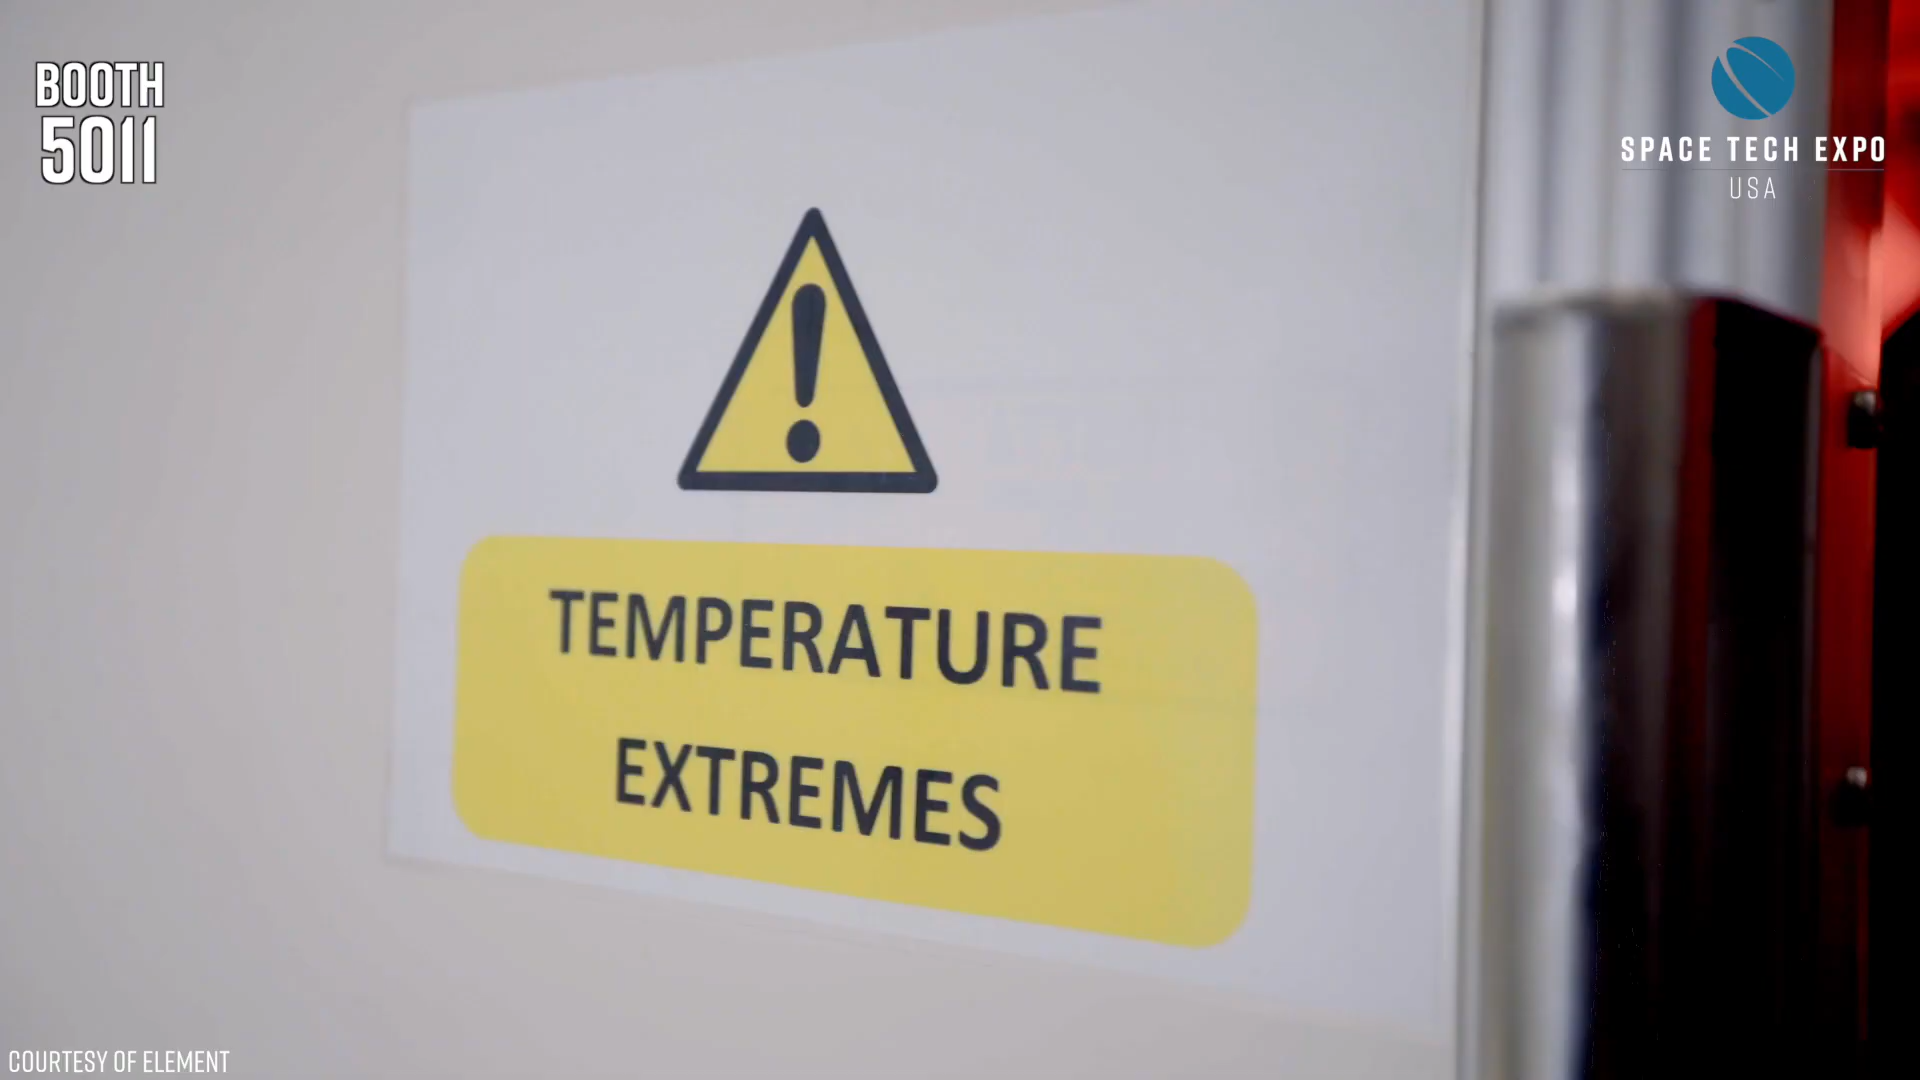 BOOTH
5011
SPACE TECH EXPO
USA
TEMPERATURE
EXTREMES
COURTESY OF ELEMENT